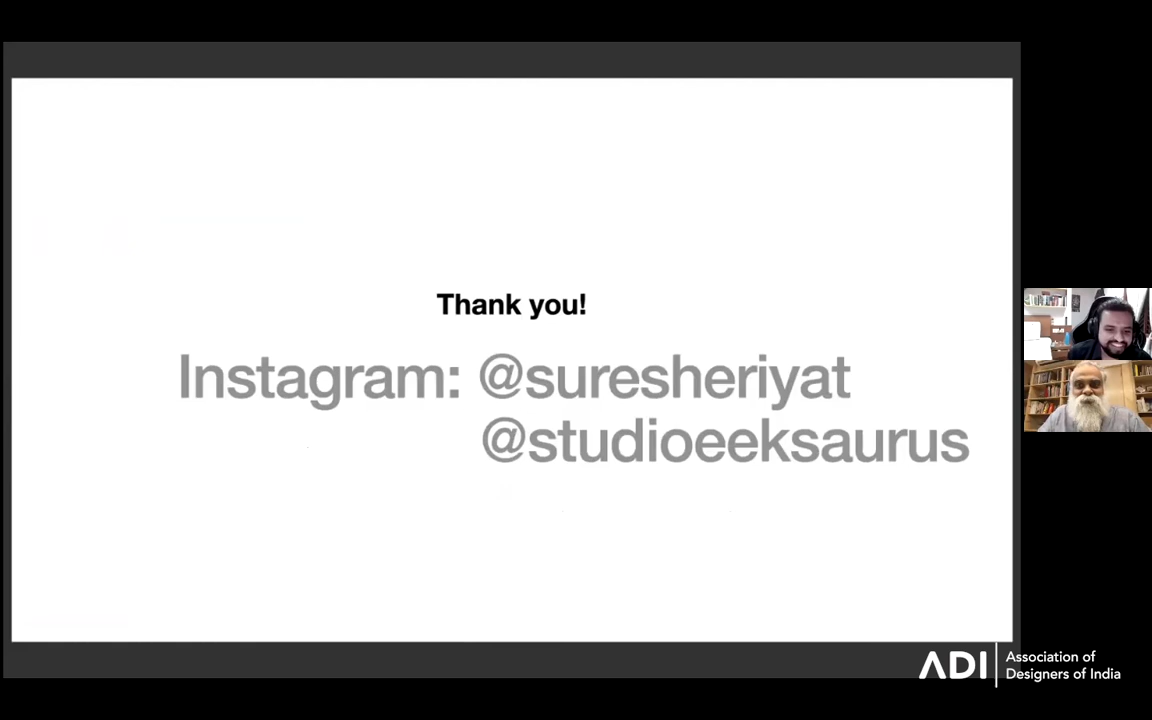 Thank you!
Instagram: @suresheriyat
@studioeeksaurus
ADI
Association of
Designers of India